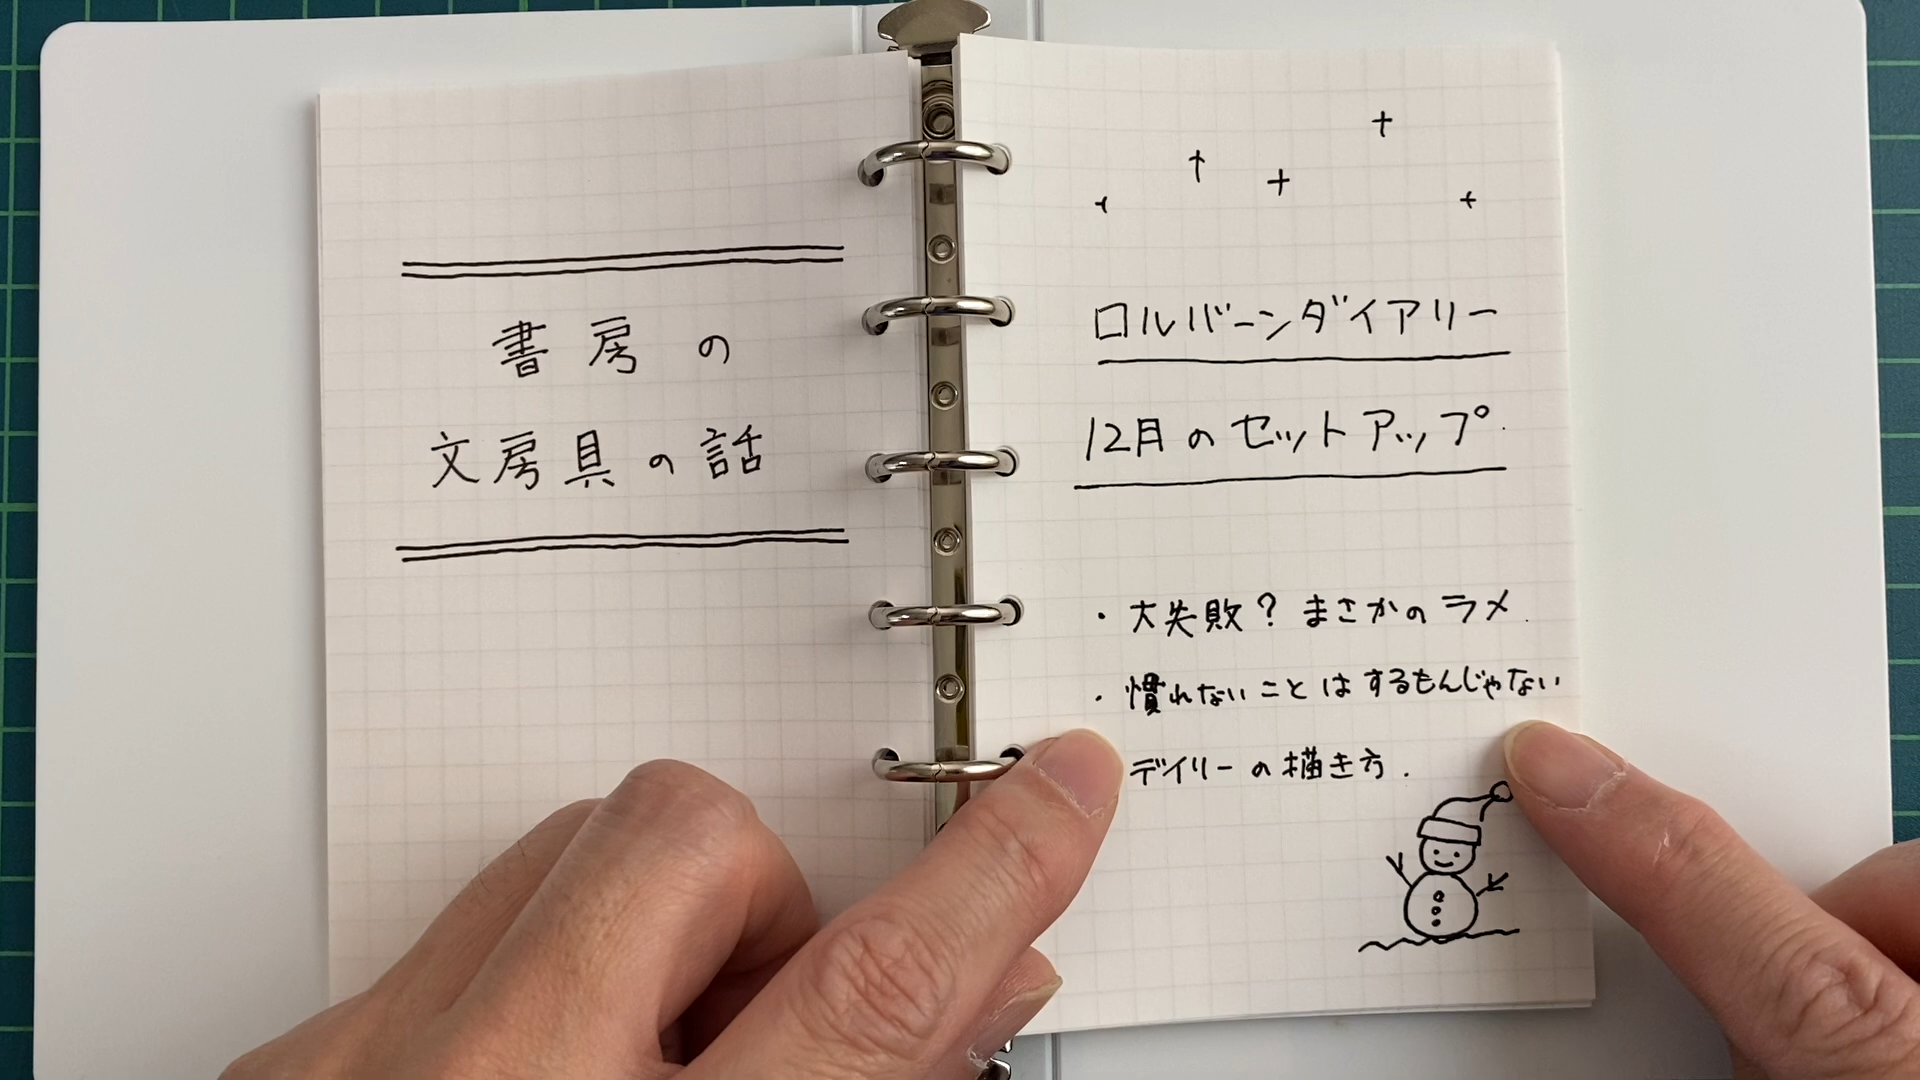 書房の
文房具の話
ロルバーンダイアリー
12月のセットアップ
・大失敗？まさかのラメ
・慣れないことはするもんじゃない
デイリーの描き方．